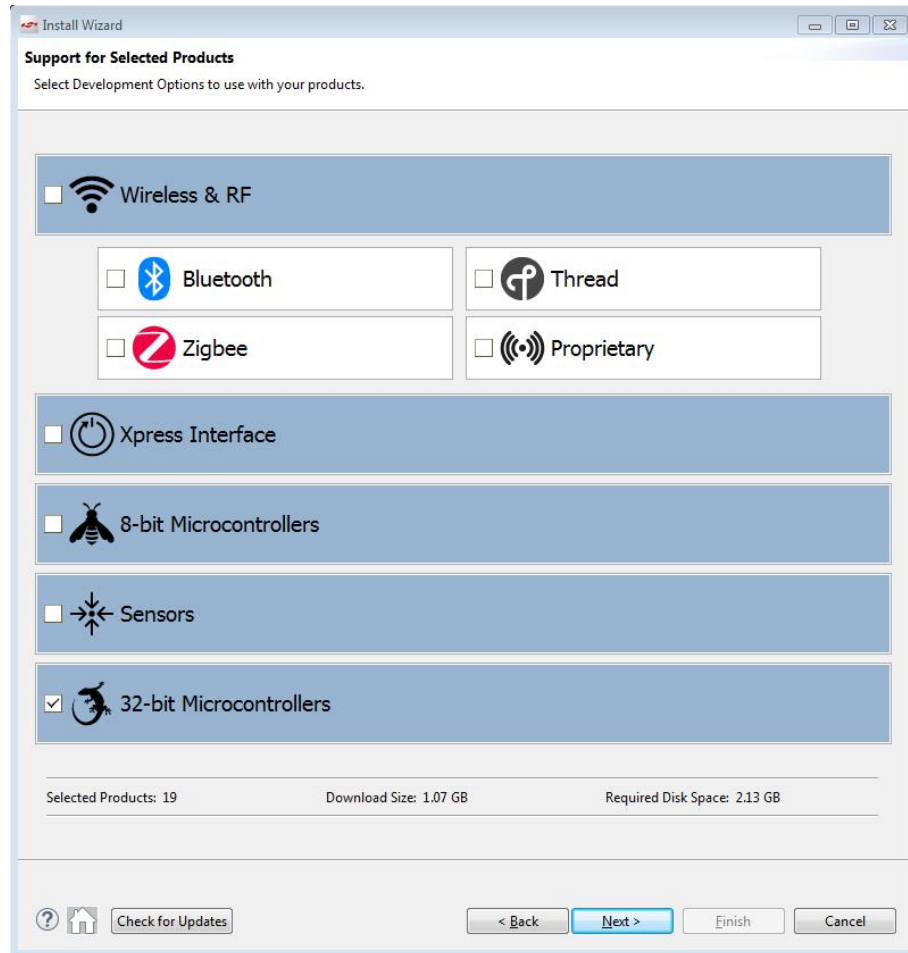 Install Wizard
Support for Selected Products
Select Development Options to use with your products.
Wireless & RF
Bluetooth
Thread
Zigbee
Proprietary
Xpress Interface
8-bit Microcontrollers
Sensors
32-bit Microcontrollers
Selected Products: 19 Download Size: 1.07 GB Required Disk Space: 2.13 GB
Check for Updates < Back Next > Finish Cancel